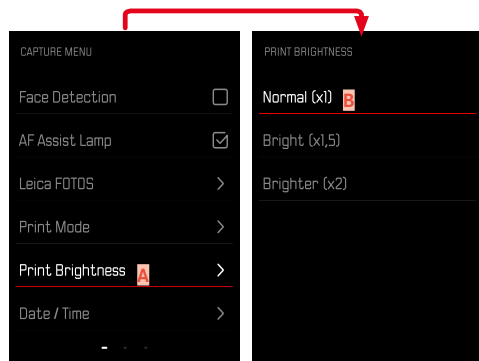 CAPTURE MENU
Face Detection
AF Assist Lamp
Leica FOTOS
Print Mode
Print Brightness A
Date / Time
PRINT BRIGHTNESS
Normal (x1) B
Bright (x1,5)
Brighter (x2)